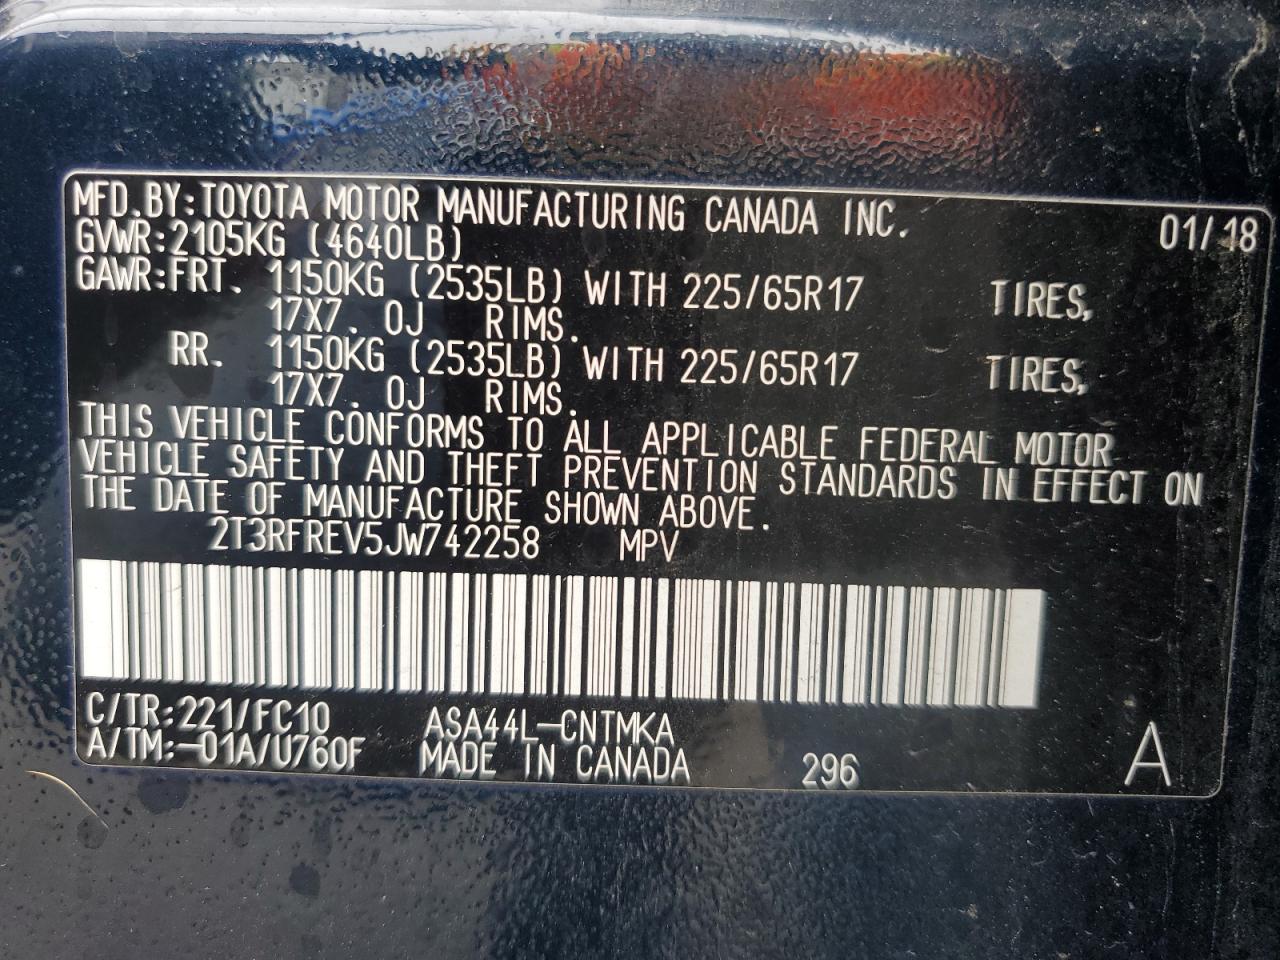 MFD.BY:TOYOTA MOTOR MANUFACTURING CANADA INC. 01/18
GVWR:2105KG (4640LB)
GAWR:FRT. 1150KG (2535LB) WITH 225/65R17 TIRES,
17X7. 0J RIMS.
RR. 1150KG (2535LB) WITH 225/65R17 TIRES,
17X7. 0J RIMS.
THIS VEHICLE CONFORMS TO ALL APPLICABLE FEDERAL MOTOR
VEHICLE SAFETY AND THEFT PREVENTION STANDARDS IN EFFECT ON
THE DATE OF MANUFACTURE SHOWN ABOVE.
2T3RFREV5JW742258 MPV
C/TR:221/FC10 ASA44L-CNTMKA
A/TM:-01A/U760F MADE IN CANADA 296 A